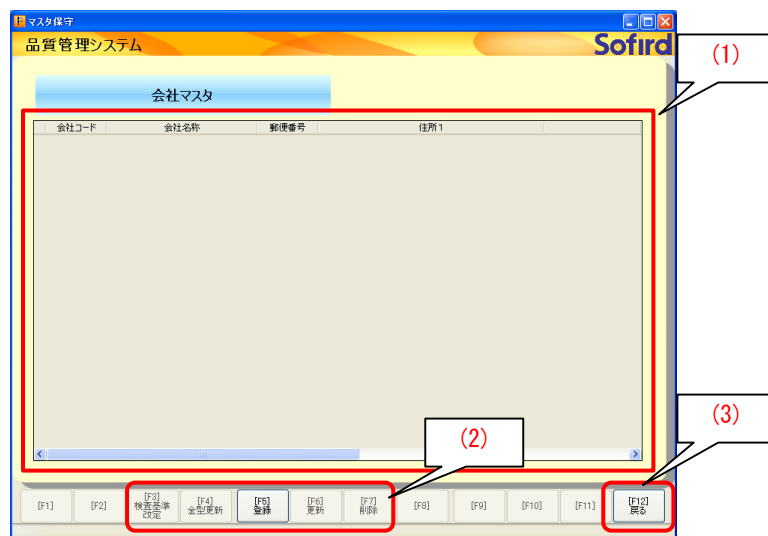 マスタ保守
品質管理システム
Sofird
(1)
会社マスタ
会社コード 会社名称 郵便番号 住所1
(2)
(3)
[F1]
[F2]
[F3]
検査基準
改定
[F4]
金型更新
[F5]
登録
[F6]
更新
[F7]
削除
[F8]
[F9]
[F10]
[F11]
[F12]
戻る